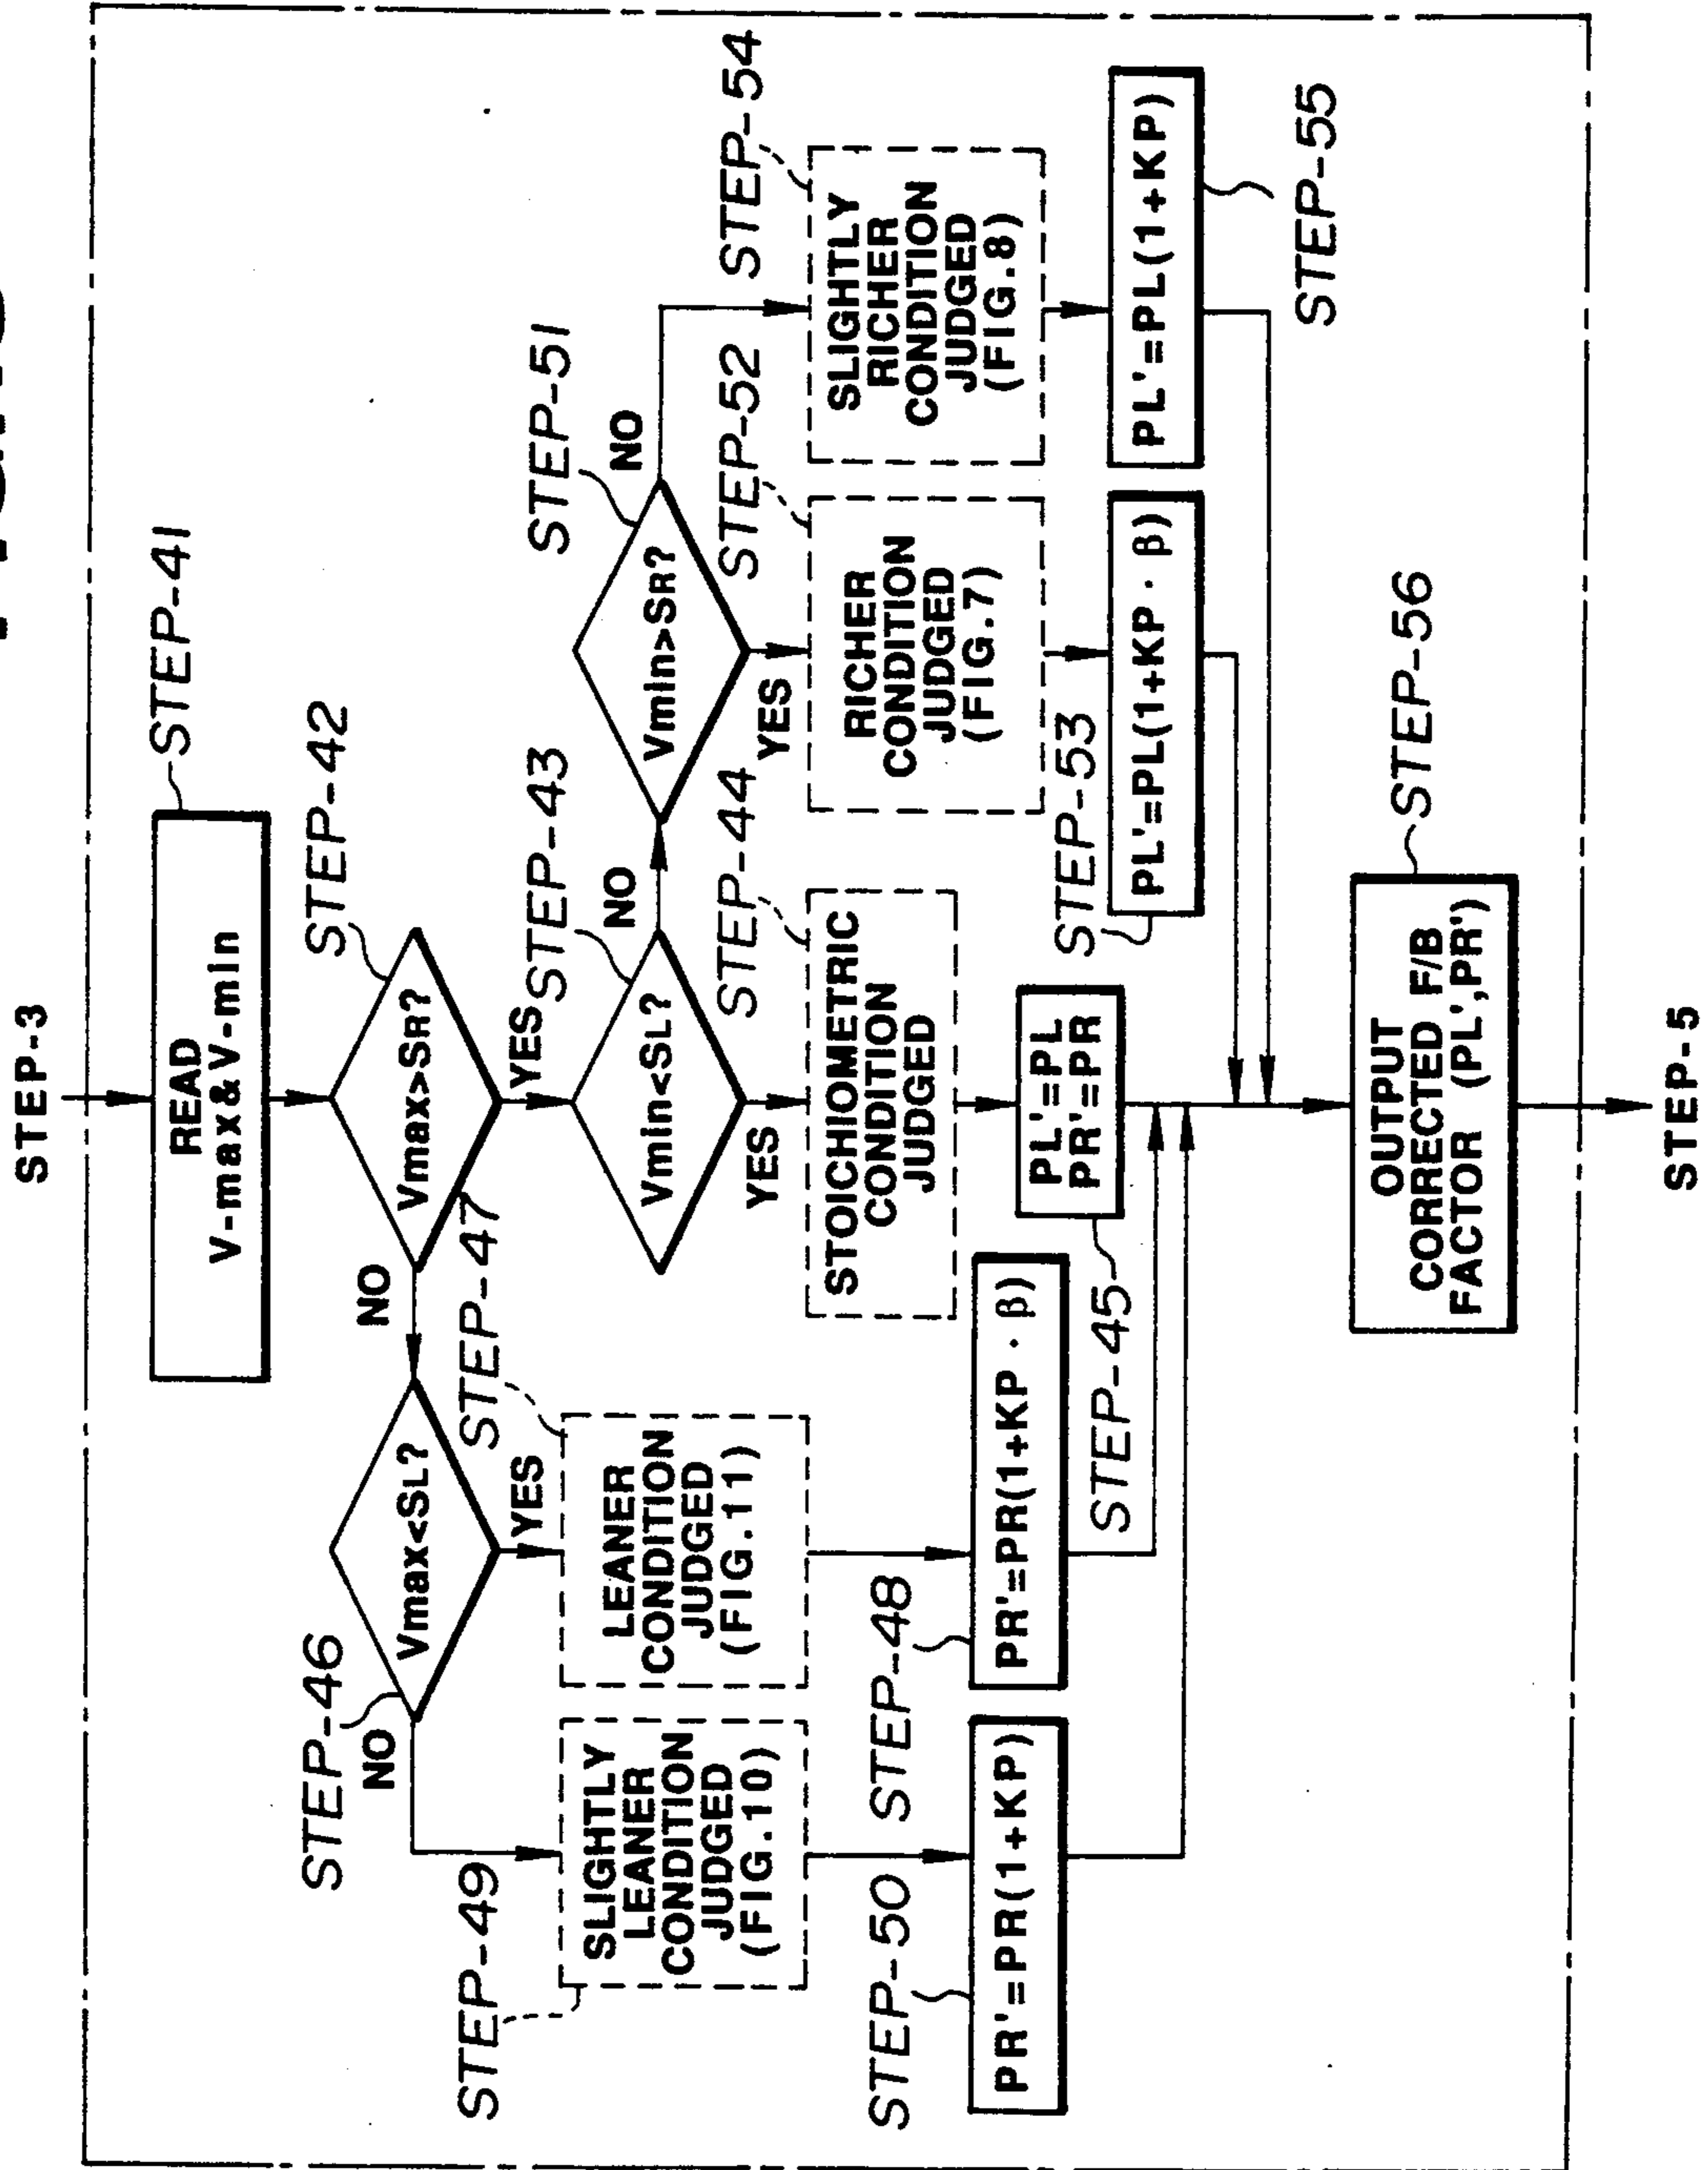 STEP-3
READ
V-max&V-min
STEP-41
Vmax>SR?
STEP-42
NO
YES
Vmax<SL?
STEP-46
NO
YES
Vmin<SL?
STEP-43
NO
YES
Vmin>SR?
STEP-51
NO
YES
SLIGHTLY
LEANER
CONDITION
JUDGED
(FIG.10)
STEP-49
LEANER
CONDITION
JUDGED
(FIG.11)
STEP-47
STOICHIOMETRIC
CONDITION
JUDGED
STEP-44
RICHER
CONDITION
JUDGED
(FIG.7)
STEP-52
SLIGHTLY
RICHER
CONDITION
JUDGED
(FIG.8)
STEP-54
PR'=PR(1+KP)
STEP-50
PR'=PR(1+KP · β)
STEP-48
PL'=PL
PR'=PR
STEP-45
PL'=PL(1+KP · β)
STEP-53
PL'=PL(1+KP)
STEP-55
OUTPUT
CORRECTED F/B
FACTOR (PL',PR')
STEP-56
STEP-5